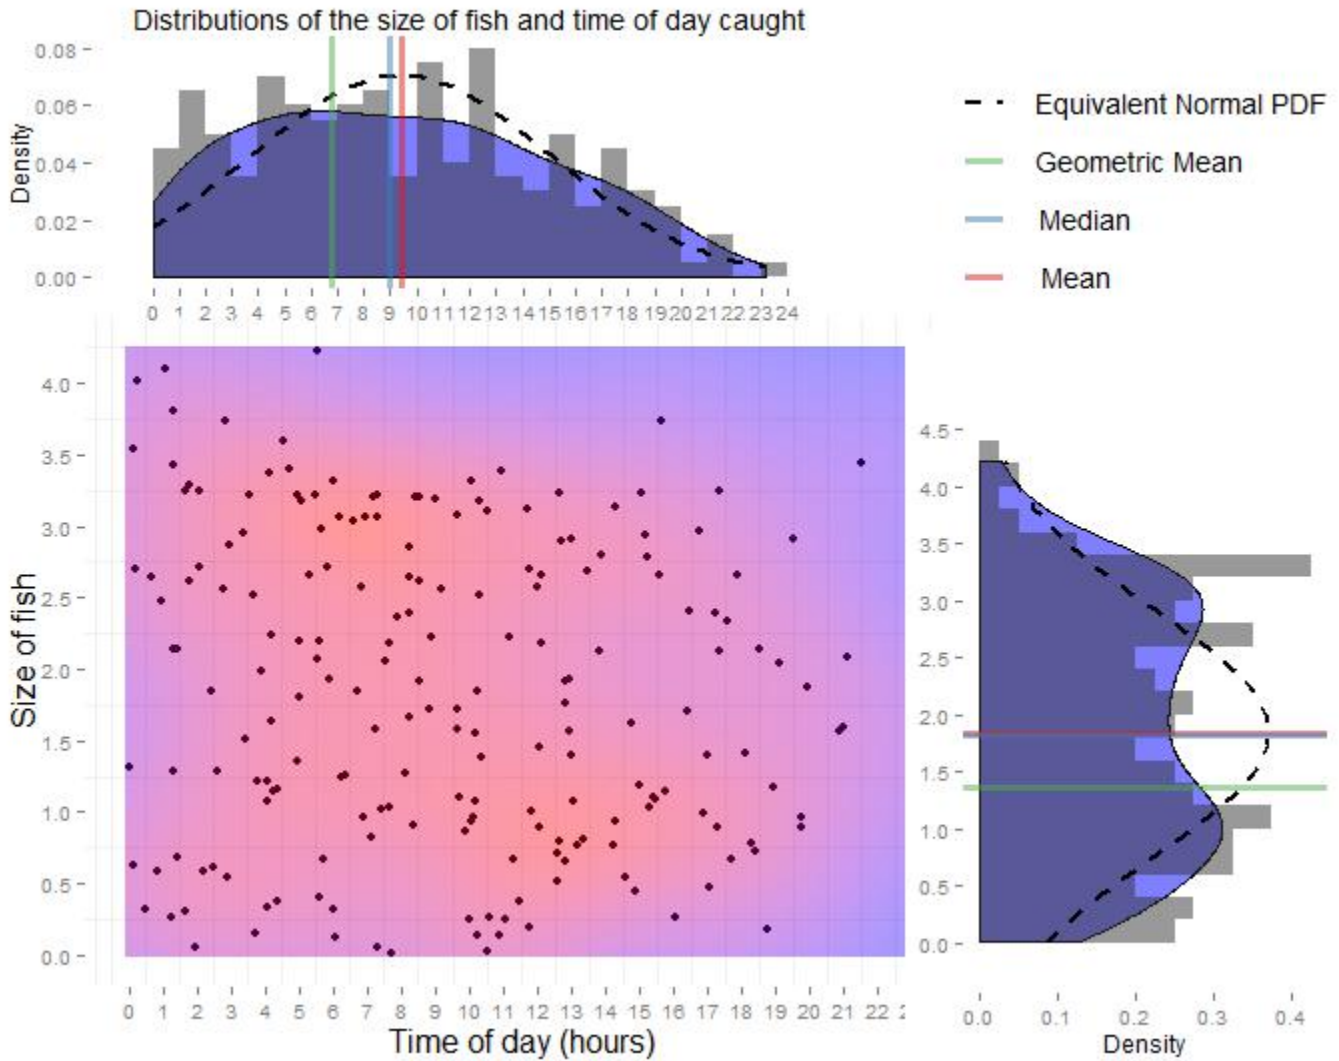 Distributions of the size of fish and time of day caught
0.08
0.06
0.04
0.02
0.00
Density
0 1 2 3 4 5 6 7 8 9 10 11 12 13 14 15 16 17 18 19 20 21 22 23 24
Equivalent Normal PDF
Geometric Mean
Median
Mean
4.0
3.5
3.0
2.5
2.0
1.5
1.0
0.5
0.0
Size of fish
0 1 2 3 4 5 6 7 8 9 10 11 12 13 14 15 16 17 18 19 20 21 22
Time of day (hours)
4.5
4.0
3.5
3.0
2.5
2.0
1.5
1.0
0.5
0.0
0.0 0.1 0.2 0.3 0.4
Density